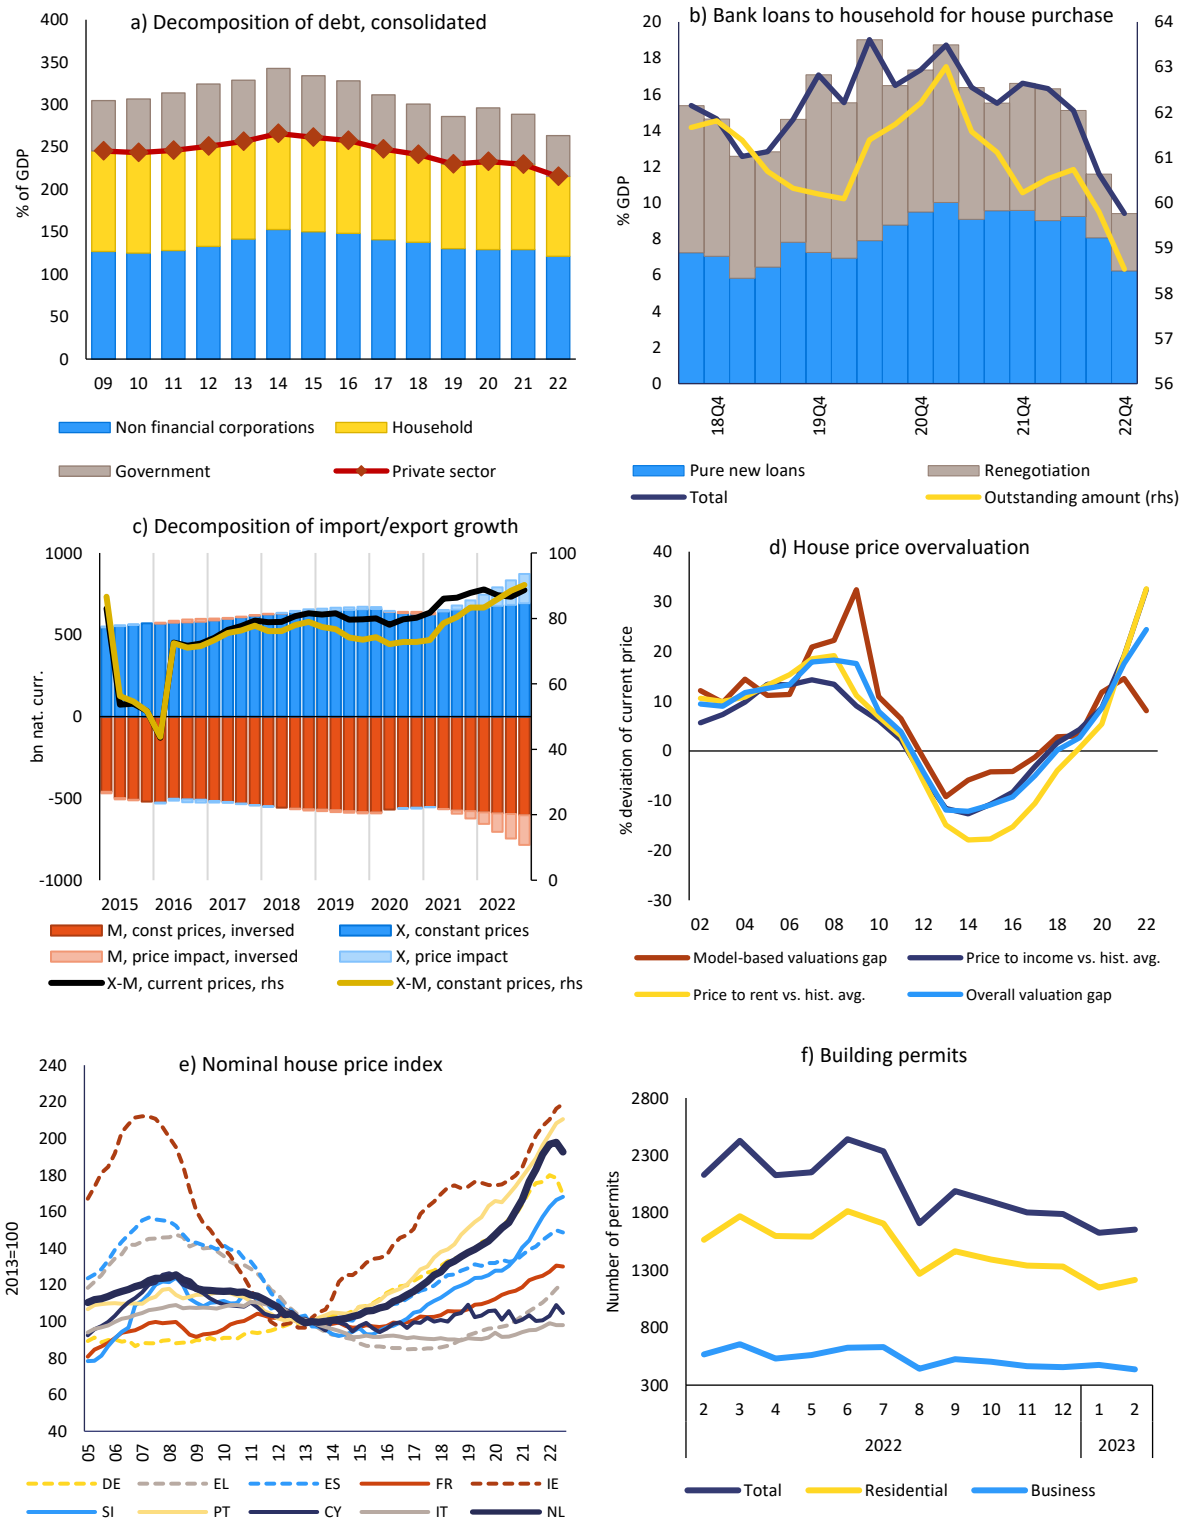 a) Decomposition of debt, consolidated
400
350
300
250
200
150
100
50
0
% of GDP
09 10 11 12 13 14 15 16 17 18 19 20 21 22
Non financial corporations
Household
Government
Private sector
b) Bank loans to household for house purchase
20
18
16
14
12
10
8
6
4
2
0
% GDP
64
63
62
61
60
59
58
57
56
18Q4 19Q4 20Q4 21Q4 22Q4
Pure new loans
Renegotiation
Total
Outstanding amount (rhs)
c) Decomposition of import/export growth
1000
500
0
-500
-1000
bn nat. curr.
100
80
60
40
20
0
2015 2016 2017 2018 2019 2020 2021 2022
M, const prices, inversed
X, constant prices
M, price impact, inversed
X, price impact
X-M, current prices, rhs
X-M, constant prices, rhs
d) House price overvaluation
40
30
20
10
0
-10
-20
-30
% deviation of current price
02 04 06 08 10 12 14 16 18 20 22
Model-based valuations gap
Price to income vs. hist. avg.
Price to rent vs. hist. avg.
Overall valuation gap
e) Nominal house price index
240
220
200
180
160
140
120
100
80
60
40
2013=100
05 06 07 08 09 10 11 12 13 14 15 16 17 18 19 20 21 22
DE EL ES FR IE
SI PT CY IT NL
f) Building permits
2800
2300
1800
1300
800
300
Number of permits
2 3 4 5 6 7 8 9 10 11 12 1 2
2022 2023
Total Residential Business